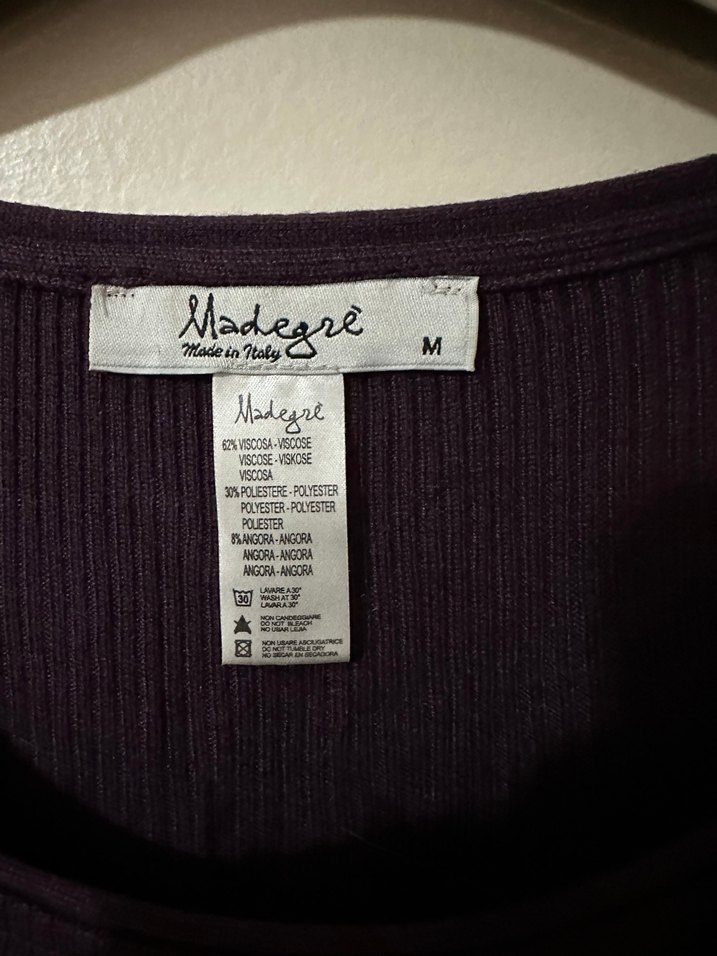 Madegrè
Made in Italy
M
Madegrè
62% VISCOSA - VISCOSE
VISCOSE - VISKOSE
VISCOSA
30% POLIESTERE - POLYESTER
POLYESTER - POLYESTER
POLIESTER
8% ANGORA - ANGORA
ANGORA - ANGORA
ANGORA - ANGORA
30
LAVARE A 30°
WASH AT 30°
LAVAR A 30°
NON CANDEGGIARE
DO NOT BLEACH
NO USAR LEJIA
NON USARE ASCIUGATRICE
DO NOT TUMBLE DRY
NO SECAR EN SECADORA